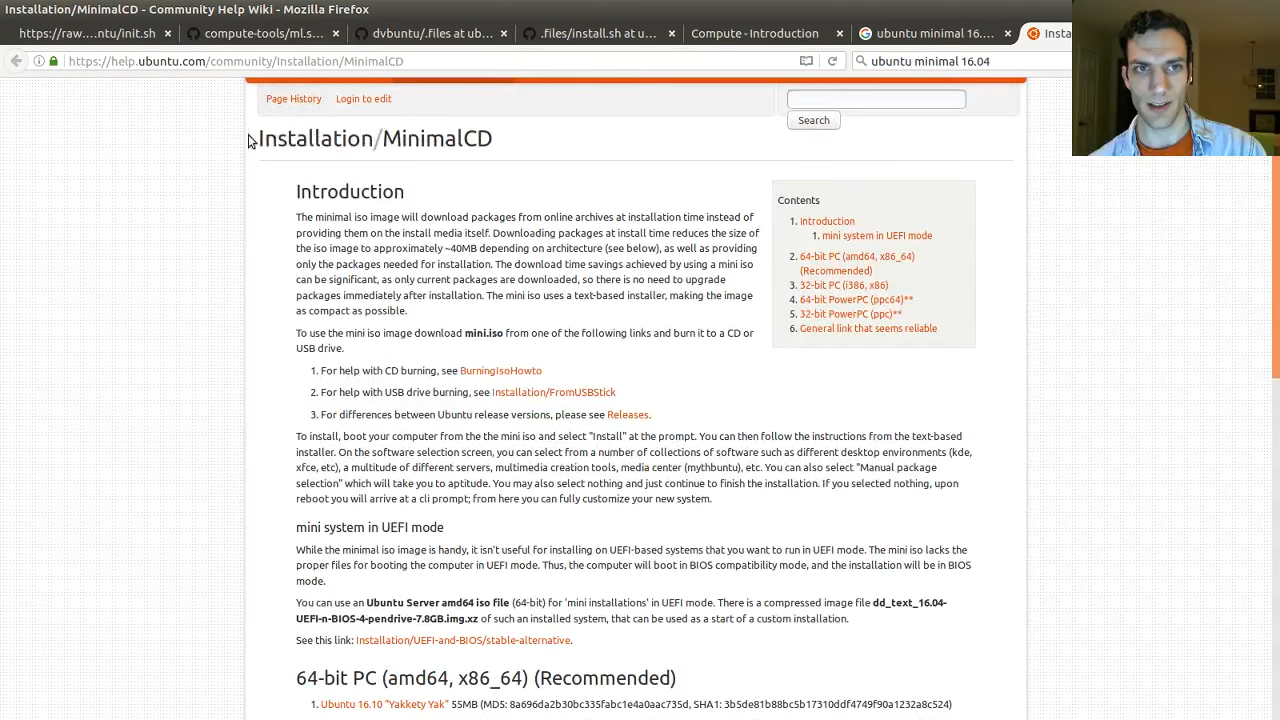 Installation/MinimalCD - Community Help Wiki - Mozilla Firefox
https://raw....ntu/init.sh × compute-tools/ml.s... × dvbuntu/.files at ub... × .files/install.sh at u... × Compute - Introduction × ubuntu minimal 16.... × Insta
https://help.ubuntu.com/community/Installation/MinimalCD ubuntu minimal 16.04
Page History Login to edit
Search
Installation/MinimalCD
Introduction
The minimal iso image will download packages from online archives at installation time instead of
providing them on the install media itself. Downloading packages at install time reduces the size of
the iso image to approximately ~40MB depending on architecture (see below), as well as providing
only the packages needed for installation. The download time savings achieved by using a mini iso
can be significant, as only current packages are downloaded, so there is no need to upgrade
packages immediately after installation. The mini iso uses a text-based installer, making the image
as compact as possible.
To use the mini iso image download mini.iso from one of the following links and burn it to a CD or
USB drive.
1. For help with CD burning, see BurningIsoHowto
2. For help with USB drive burning, see Installation/FromUSBStick
3. For differences between Ubuntu release versions, please see Releases.
Contents
1. Introduction
1. mini system in UEFI mode
2. 64-bit PC (amd64, x86_64)
(Recommended)
3. 32-bit PC (i386, x86)
4. 64-bit PowerPC (ppc64)**
5. 32-bit PowerPC (ppc)**
6. General link that seems reliable
To install, boot your computer from the the mini iso and select "Install" at the prompt. You can then follow the instructions from the text-based
installer. On the software selection screen, you can select from a number of collections of software such as different desktop environments (kde,
xfce, etc), a multitude of different servers, multimedia creation tools, media center (mythbuntu), etc. You can also select "Manual package
selection" which will take you to aptitude. You may also select nothing and just continue to finish the installation. If you selected nothing, upon
reboot you will arrive at a cli prompt; from here you can fully customize your new system.
mini system in UEFI mode
While the minimal iso image is handy, it isn't useful for installing on UEFI-based systems that you want to run in UEFI mode. The mini iso lacks the
proper files for booting the computer in UEFI mode. Thus, the computer will boot in BIOS compatibility mode, and the installation will be in BIOS
mode.
You can use an Ubuntu Server amd64 iso file (64-bit) for 'mini installations' in UEFI mode. There is a compressed image file dd_text_16.04-
UEFI-n-BIOS-4-pendrive-7.8GB.img.xz of such an installed system, that can be used as a start of a custom installation.
See this link: Installation/UEFI-and-BIOS/stable-alternative.
64-bit PC (amd64, x86_64) (Recommended)
1. Ubuntu 16.10 "Yakkety Yak" 55MB (MD5: 8a696da2b30bc335fabc1e4a0aac735d, SHA1: 3b5de81b88bc5b17310ddf4749f90a1232a8c524)